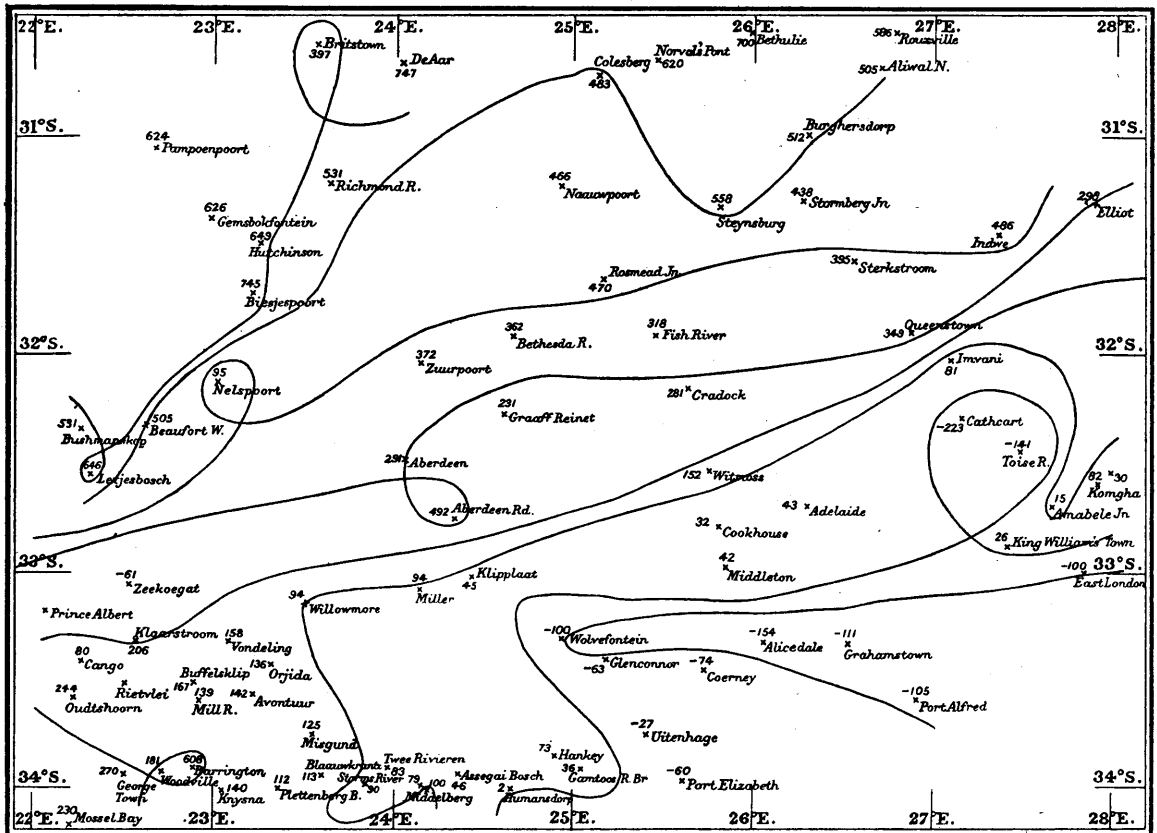 22°E. 23°E. 24°E. 25°E. 26°E. 27°E. 28°E.
Britstown
397
De Aar
747
Colesberg
483
Norval's Pont
620
Bethulie
700
586
Rouxville
505 Aliwal N.
31°S. 31°S.
624
Pampoenpoort
Burghersdorp
512
531
Richmond R.
466
Naauwpoort
558
Steynsburg
438
Stormberg Jn
298
Elliot
626
Gemsbokfontein
649
Hutchinson
486
Indwe
395 Sterkstroom
745
Biesjespoort
Rosmead Jn
470
32°S. 32°S.
362
Bethesda R.
318
Fish River
Queenstown
349
Imvani
81
372
Zuurpoort
95
Nelspoort
281 Cradock
231
Graaff Reinet
Cathcart
-223
531
Bushmanskop
505
Beaufort W.
-141
Toise R.
646
Letjesbosch
291 Aberdeen
152 Witmoss
82 30
Komgha
492 Aberdeen Rd.
43 Adelaide
15
Amabele Jn
32
Cookhouse
26 King William's Town
33°S. 33°S.
-61
Zeekoegat
Klipplaat
45
42
Middleton
-100
East London
94
Willowmore
94
Miller
Prince Albert
Klaarstroom
206
158
Vondeling
-100
Wolvefontein
-154
Alicedale
-111
Grahamstown
80
Cango
136 Orjida
Glenconnor
-63
-74
Coerney
244
Oudtshoorn
Rietvlei
Buffelsklip
167
139
Mill R.
142
Avontuur
-105
Port Alfred
125
Misgund
-27
Uitenhage
73 Hankey
34°S. 34°S.
270
George
Town
181
Woodville
608
Barrington
140
Knysna
112
Plettenberg B.
Blaauwkrantz
113
Storms River
30
Twee Rivieren
83
79
100
Middelberg
Assegai Bosch
46
2
Humansdorp
36
Gamtoos R. Br
-60
Port Elizabeth
230
Mossel Bay
22°E. 23°E. 24°E. 25°E. 26°E. 27°E. 28°E.